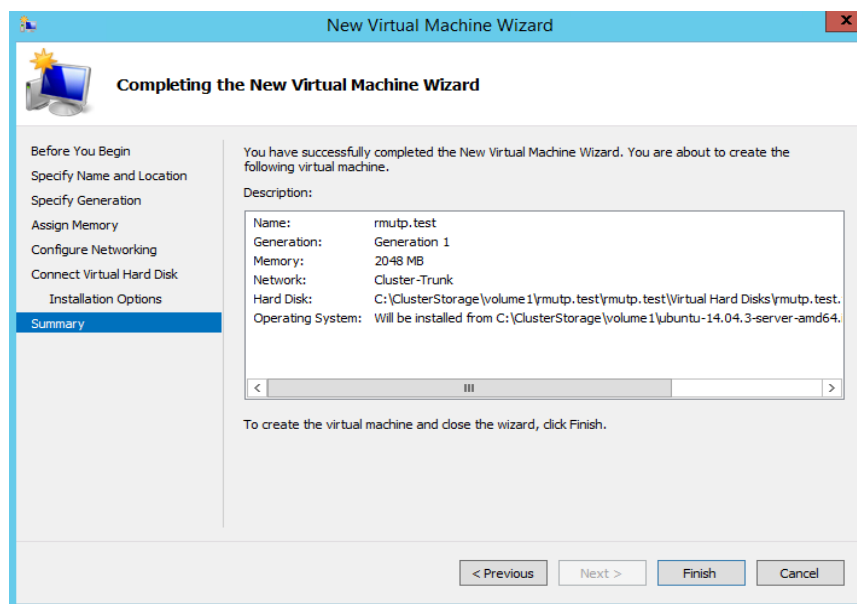 New Virtual Machine Wizard
Completing the New Virtual Machine Wizard
Before You Begin
Specify Name and Location
Specify Generation
Assign Memory
Configure Networking
Connect Virtual Hard Disk
Installation Options
Summary
You have successfully completed the New Virtual Machine Wizard. You are about to create the
following virtual machine.
Description:
Name: rmutp.test
Generation: Generation 1
Memory: 2048 MB
Network: Cluster-Trunk
Hard Disk: C:\ClusterStorage\volume1\rmutp.test\rmutp.test\Virtual Hard Disks\rmutp.test.
Operating System: Will be installed from C:\ClusterStorage\volume1\ubuntu-14.04.3-server-amd64.
To create the virtual machine and close the wizard, click Finish.
< Previous Next > Finish Cancel